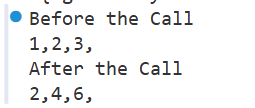 Before the Call
1,2,3,
After the Call
2,4,6,